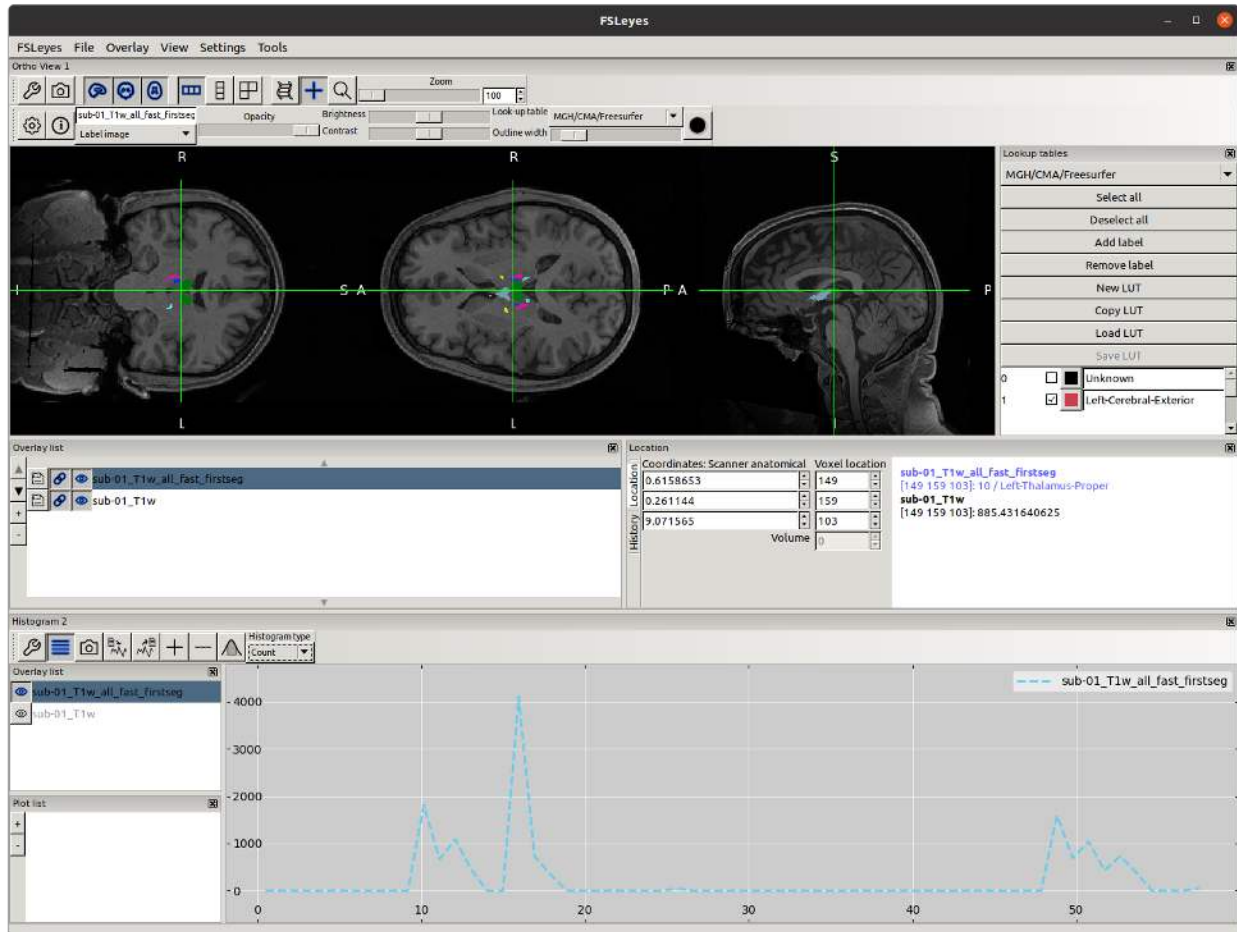 FSLeyes
FSLeyes File Overlay View Settings Tools
Ortho View 1
Zoom
100
sub-01_T1w_all_fast_firstseg
Opacity
Brightness
Look-up table
MGH/CMA/Freesurfer
Label image
Contrast
Outline width
R
R
S
I
S A
P A
P
L
L
I
Lookup tables
MGH/CMA/Freesurfer
Select all
Deselect all
Add label
Remove label
New LUT
Copy LUT
Load LUT
Save LUT
0 Unknown
1 Left-Cerebral-Exterior
Overlay list
sub-01_T1w_all_fast_firstseg
sub-01_T1w
Location
Location
History
Coordinates: Scanner anatomical Voxel location
0.6158653 149
0.261144 159
9.071565 103
Volume 0
sub-01_T1w_all_fast_firstseg
[149 159 103]: 10 / Left-Thalamus-Proper
sub-01_T1w
[149 159 103]: 885.431640625
Histogram 2
Histogram type
Count
Overlay list
sub-01_T1w_all_fast_firstseg
sub-01_T1w
Plot list
sub-01_T1w_all_fast_firstseg
4000
3000
2000
1000
0
0 10 20 30 40 50